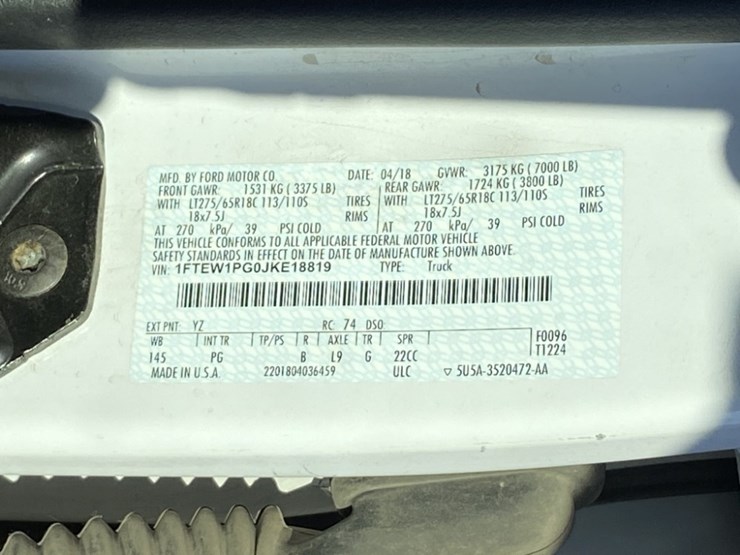 MFD. BY FORD MOTOR CO. DATE: 04/18 GVWR: 3175 KG ( 7000 LB)
FRONT GAWR: 1531 KG ( 3375 LB) REAR GAWR: 1724 KG ( 3800 LB)
WITH LT275/65R18C 113/110S TIRES WITH LT275/65R18C 113/110S TIRES
18x7.5J RIMS 18x7.5J RIMS
AT 270 kPa/ 39 PSI COLD AT 270 kPa/ 39 PSI COLD
THIS VEHICLE CONFORMS TO ALL APPLICABLE FEDERAL MOTOR VEHICLE
SAFETY STANDARDS IN EFFECT ON THE DATE OF MANUFACTURE SHOWN ABOVE.
VIN: 1FTEW1PG0JKE18819 TYPE: Truck
EXT PNT: YZ RC: 74 DSO:
WB INT TR TP/PS R AXLE TR SPR F0096
145 PG B L9 G 22CC T1224
MADE IN U.S.A. 2201804036459 ULC ▽ 5U5A-3520472-AA